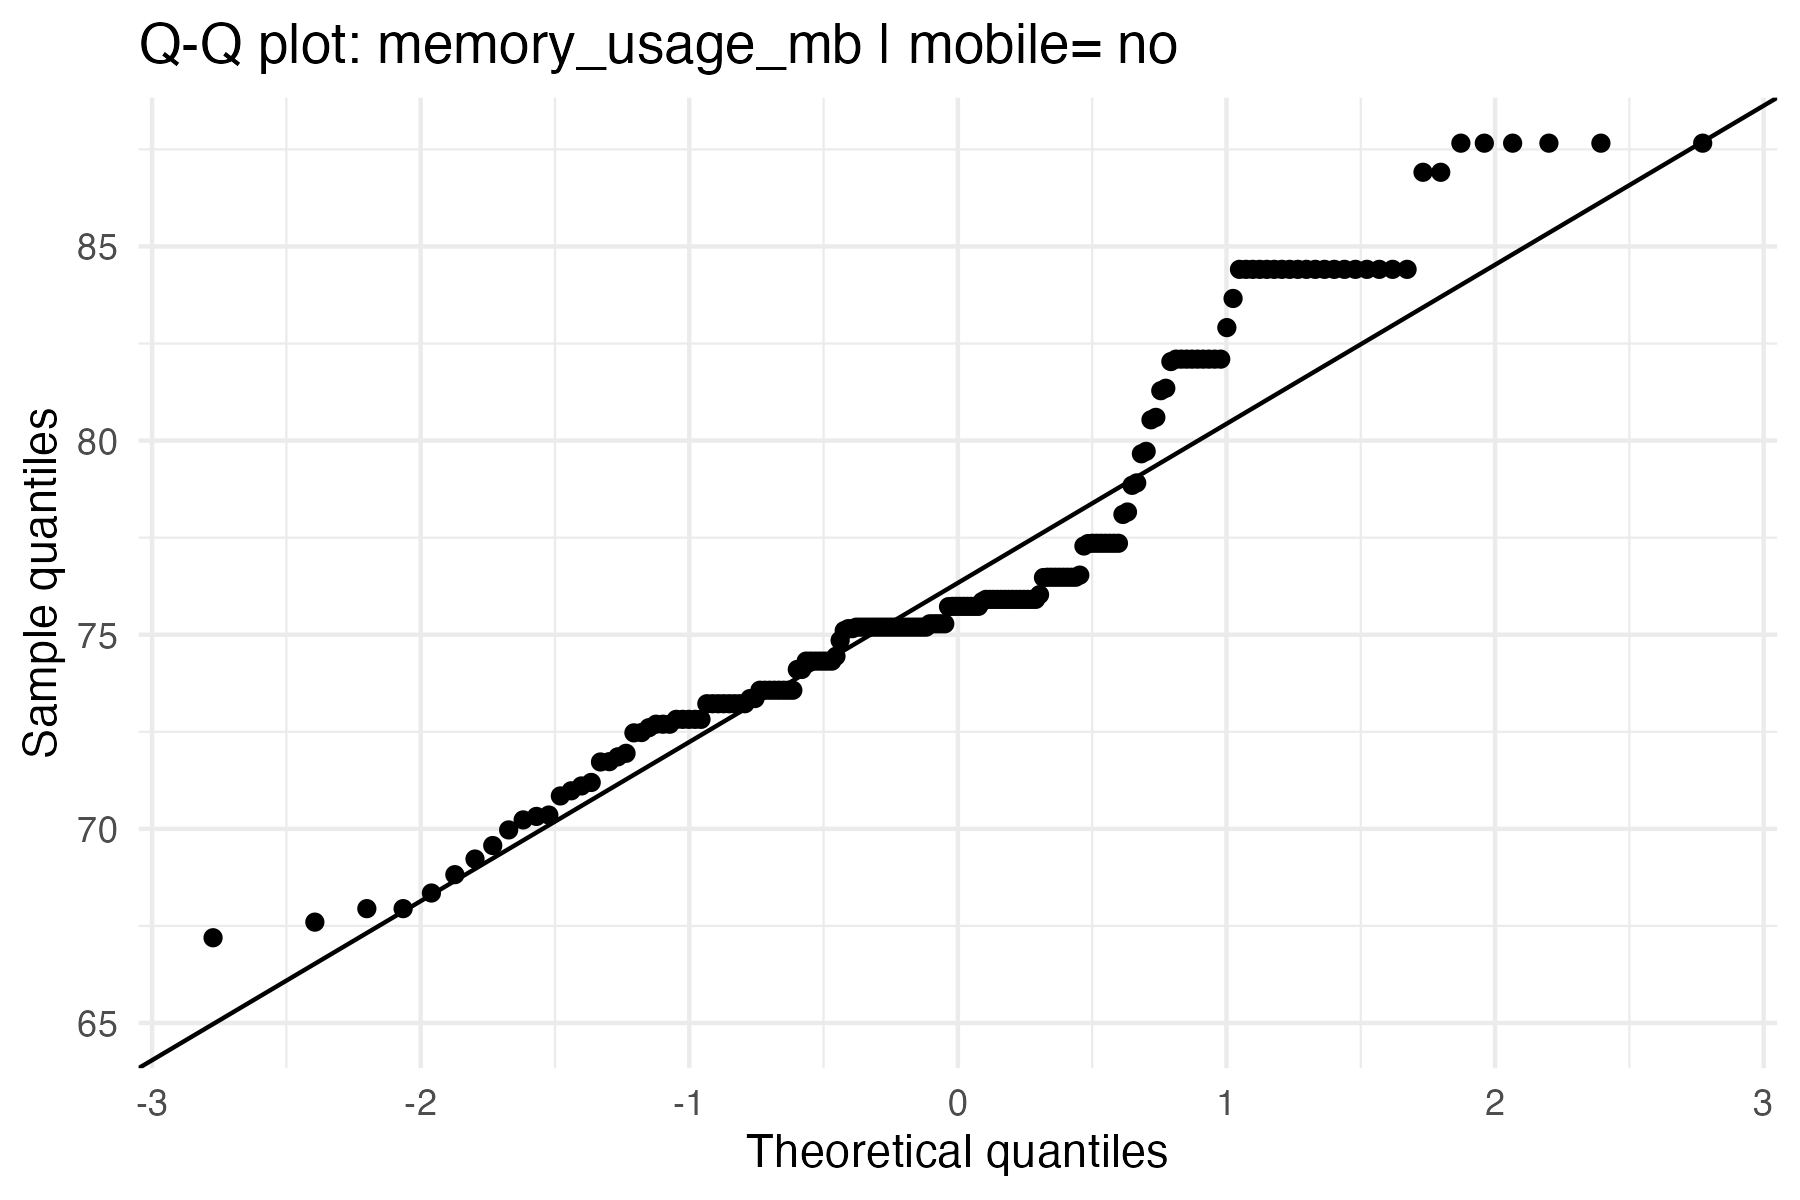 Q-Q plot: memory_usage_mb | mobile= no
Sample quantiles
85
80
75
70
65
-3 -2 -1 0 1 2 3
Theoretical quantiles